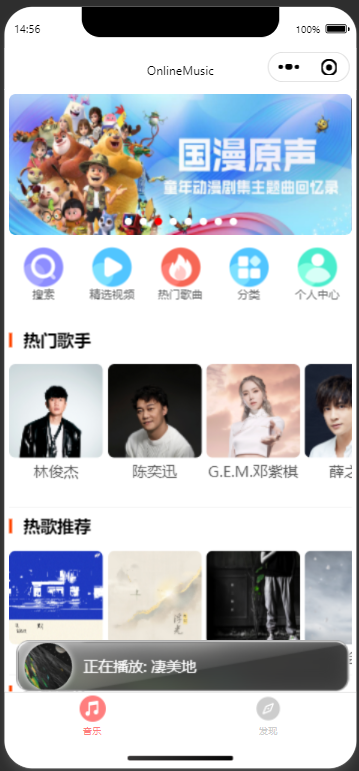 14:56
100%
OnlineMusic
国漫原声
童年动漫剧集主题曲回忆录
搜索
精选视频
热门歌曲
分类
个人中心
热门歌手
林俊杰
陈奕迅
G.E.M.邓紫棋
薛之
热歌推荐
正在播放: 凄美地
音乐
发现